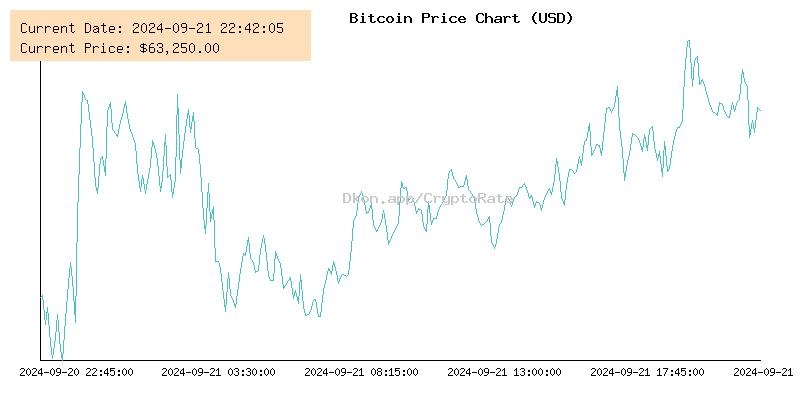 Bitcoin Price Chart (USD)
Current Date: 2024-09-21 22:42:05
Current Price: $63,250.00
Dkon.app/CryptoRate
2024-09-20 22:45:00
2024-09-21 03:30:00
2024-09-21 08:15:00
2024-09-21 13:00:00
2024-09-21 17:45:00
2024-09-21